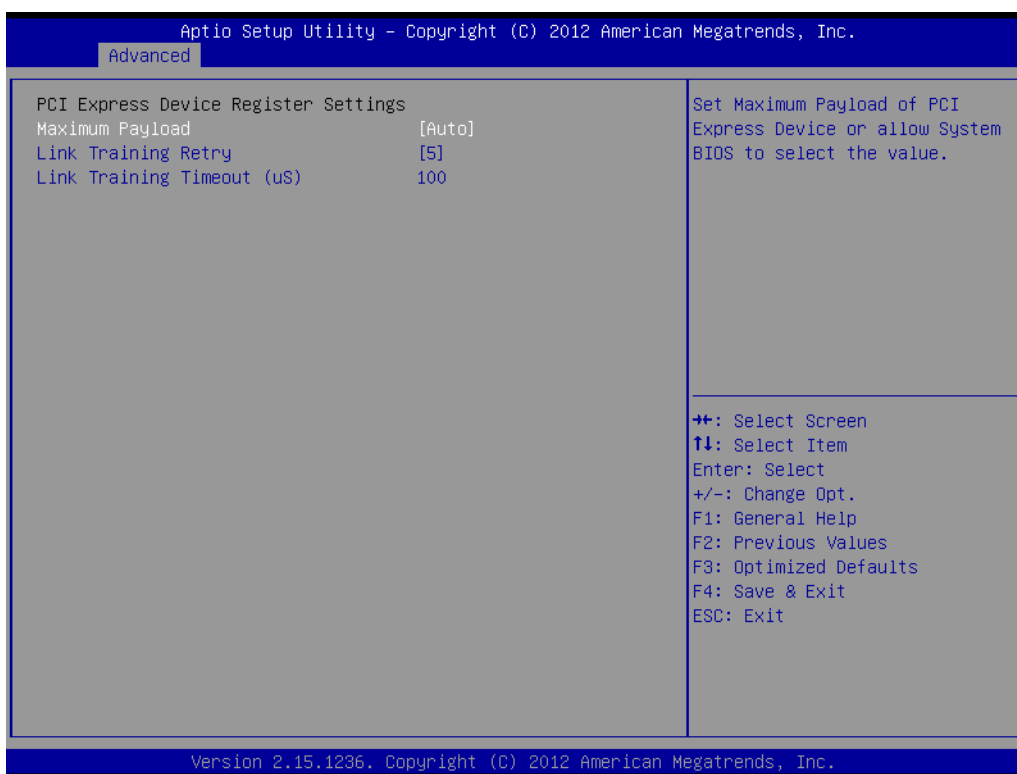 Aptio Setup Utility – Copyright (C) 2012 American Megatrends, Inc.
Advanced
PCI Express Device Register Settings
Maximum Payload [Auto]
Link Training Retry [5]
Link Training Timeout (uS) 100
Set Maximum Payload of PCI
Express Device or allow System
BIOS to select the value.
→←: Select Screen
↑↓: Select Item
Enter: Select
+/-: Change Opt.
F1: General Help
F2: Previous Values
F3: Optimized Defaults
F4: Save & Exit
ESC: Exit
Version 2.15.1236. Copyright (C) 2012 American Megatrends, Inc.